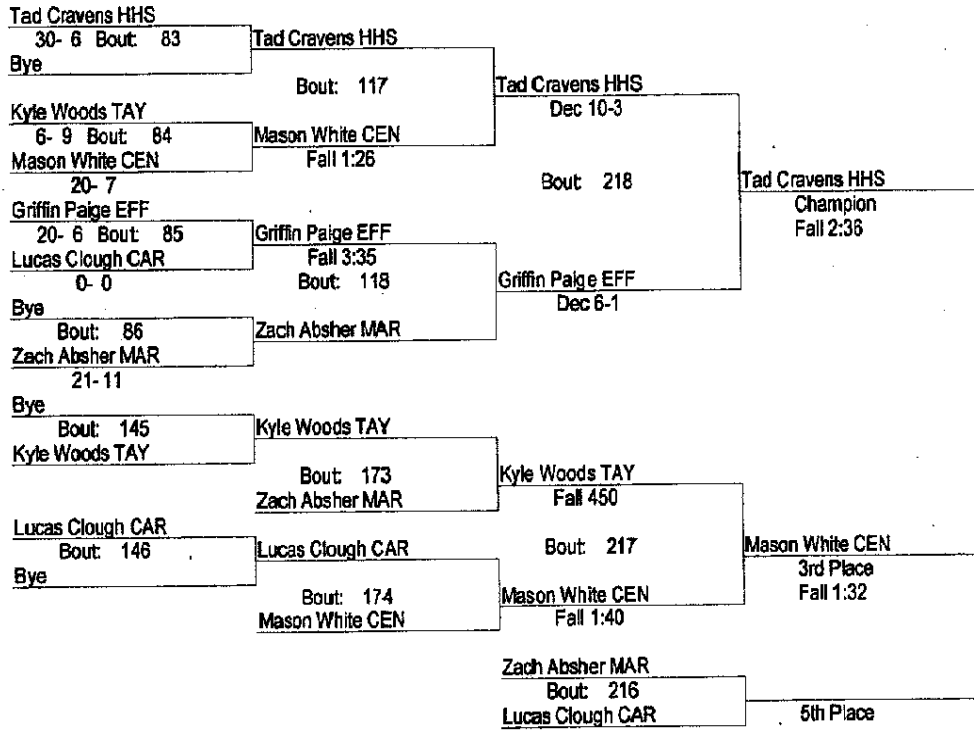 Tad Cravens HHS
30- 6 Bout: 83
Bye
Tad Cravens HHS
Bout: 117
Kyle Woods TAY
6- 9 Bout: 84
Mason White CEN
20- 7
Mason White CEN
Fall 1:26
Tad Cravens HHS
Dec 10-3
Bout: 218
Griffin Paige EFF
20- 6 Bout: 85
Lucas Clough CAR
0- 0
Griffin Paige EFF
Fall 3:35
Bout: 118
Bye
Bout: 86
Zach Absher MAR
21- 11
Zach Absher MAR
Griffin Paige EFF
Dec 6-1
Tad Cravens HHS
Champion
Fall 2:36
Bye
Bout: 145
Kyle Woods TAY
Kyle Woods TAY
Bout: 173
Zach Absher MAR
Kyle Woods TAY
Fall 450
Bout: 217
Lucas Clough CAR
Bout: 146
Bye
Lucas Clough CAR
Bout: 174
Mason White CEN
Mason White CEN
Fall 1:40
Mason White CEN
3rd Place
Fall 1:32
Zach Absher MAR
Bout: 216
Lucas Clough CAR
5th Place